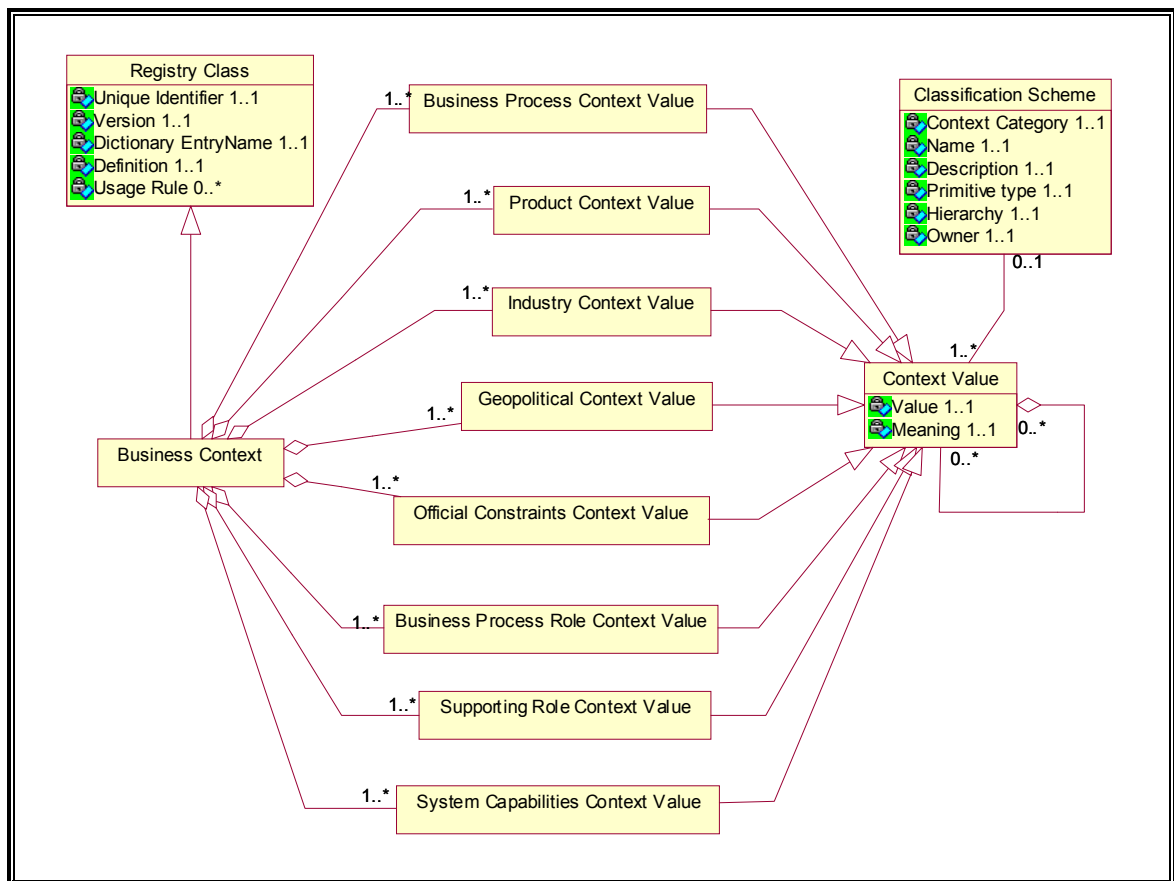 Registry Class
Unique Identifier 1..1
Version 1..1
Dictionary EntryName 1..1
Definition 1..1
Usage Rule 0..*
1..*
Business Process Context Value
Classification Scheme
Context Category 1..1
Name 1..1
Description 1..1
Primitive type 1..1
Hierarchy 1..1
Owner 1..1
0..1
1..*
Product Context Value
1..*
Industry Context Value
1..*
Context Value
Value 1..1
Meaning 1..1
0..*
0..*
1..*
Geopolitical Context Value
Business Context
1..*
Official Constraints Context Value
1..*
Business Process Role Context Value
1..*
Supporting Role Context Value
1..*
System Capabilities Context Value